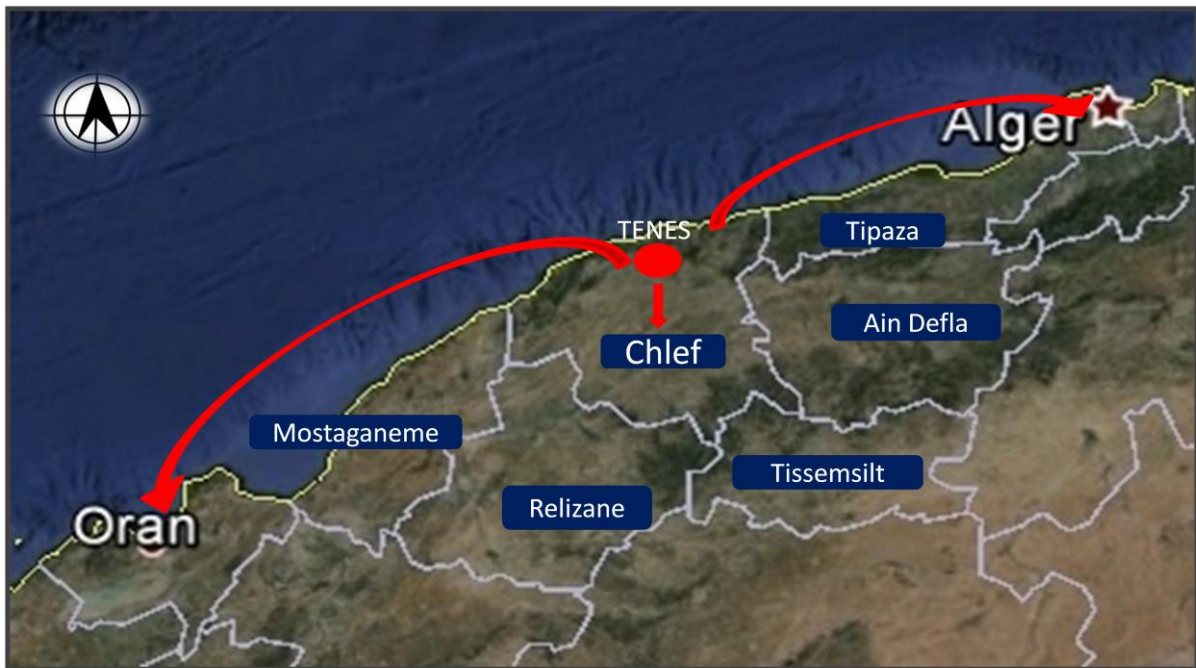 Alger
TENES
Tipaza
Ain Defla
Chlef
Mostaganeme
Tissemsilt
Relizane
Oran